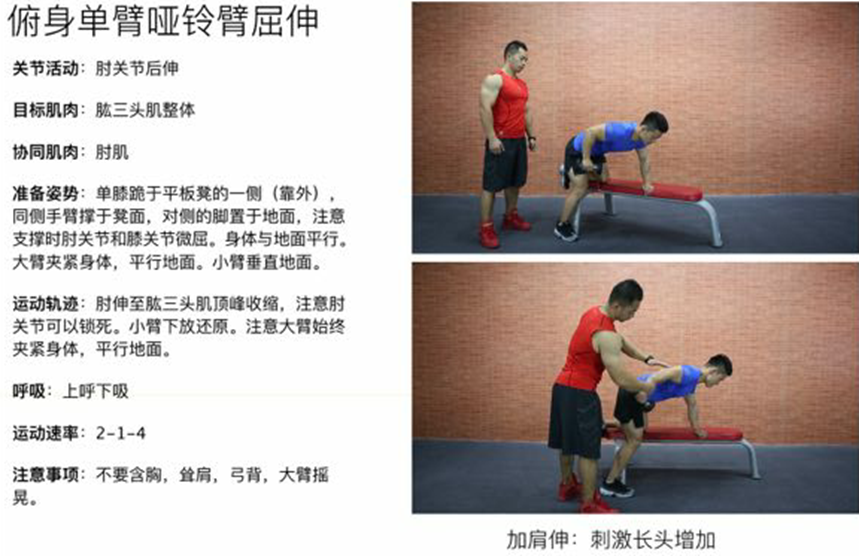 俯身单臂哑铃臂屈伸
关节活动：肘关节后伸
目标肌肉：肱三头肌整体
协同肌肉：肘肌
准备姿势：单膝跪于平板凳的一侧（靠外），
同侧手臂撑于凳面，对侧的脚置于地面，注意
支撑时肘关节和膝关节微屈。身体与地面平行。
大臂夹紧身体，平行地面。小臂垂直地面。
运动轨迹：肘伸至肱三头肌顶峰收缩，注意肘
关节可以锁死。小臂下放还原。注意大臂始终
夹紧身体，平行地面。
呼吸：上呼下吸
运动速率：2-1-4
注意事项：不要含胸，耸肩，弓背，大臂摇
晃。
加肩伸：刺激长头增加